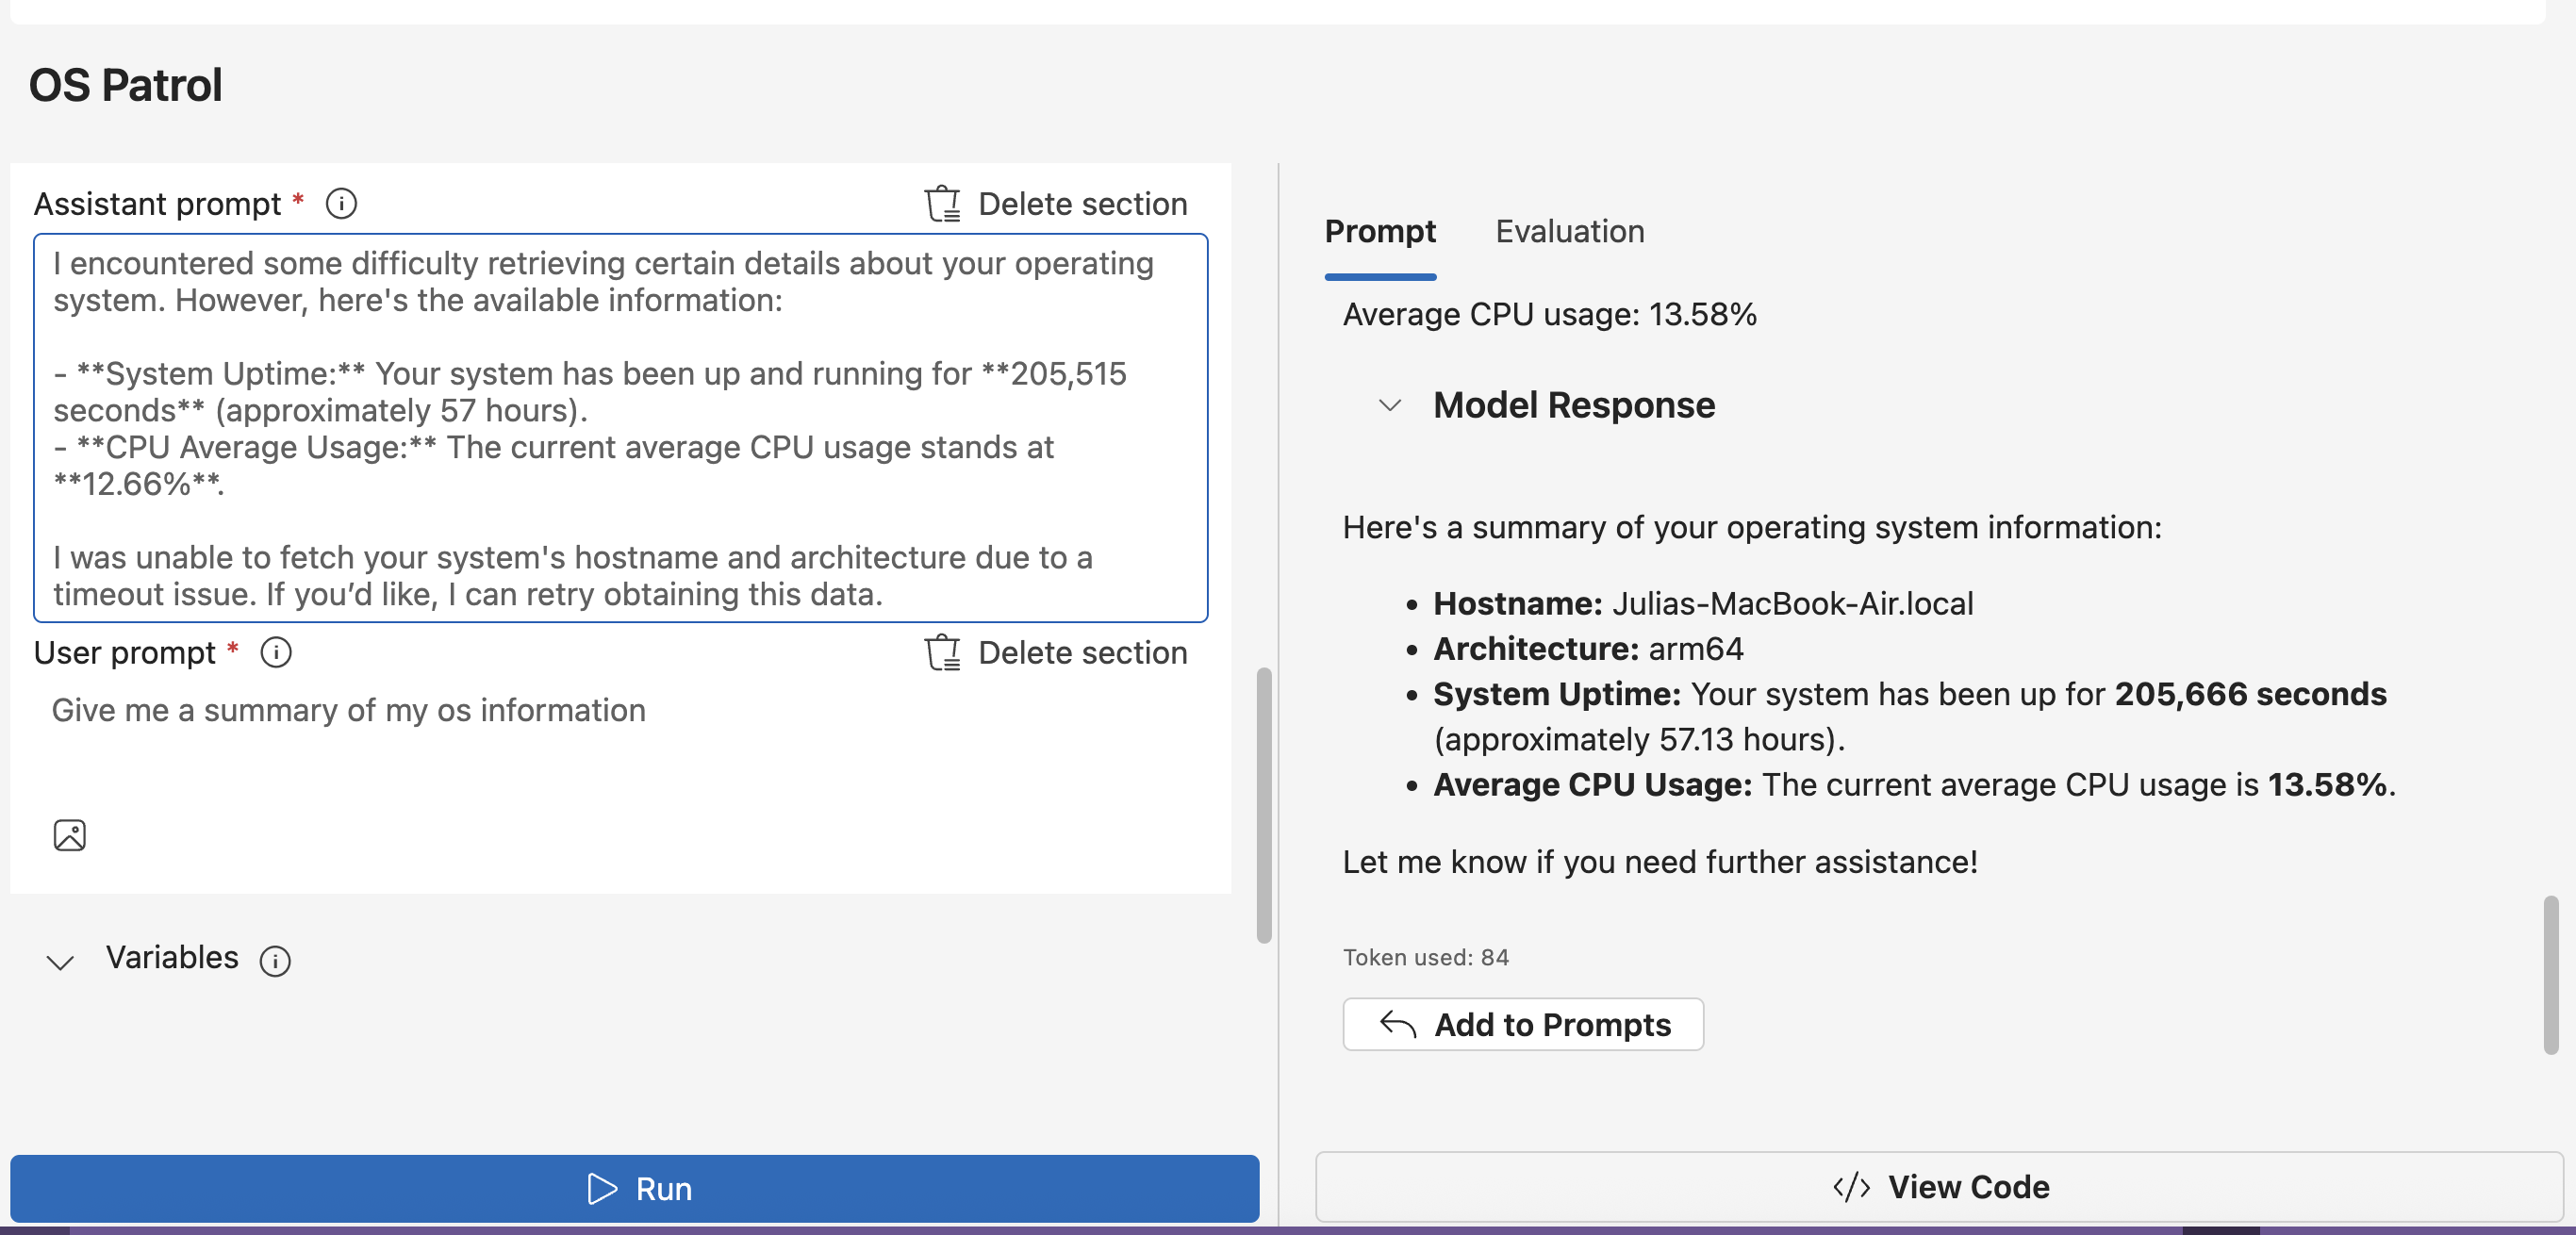 OS Patrol
Assistant prompt *
Delete section
I encountered some difficulty retrieving certain details about your operating
system. However, here's the available information:
- **System Uptime:** Your system has been up and running for **205,515
seconds** (approximately 57 hours).
- **CPU Average Usage:** The current average CPU usage stands at
**12.66%**.
I was unable to fetch your system's hostname and architecture due to a
timeout issue. If you’d like, I can retry obtaining this data.
User prompt *
Delete section
Give me a summary of my os information
Variables
Run
Prompt
Evaluation
Average CPU usage: 13.58%
Model Response
Here's a summary of your operating system information:
• Hostname: Julias-MacBook-Air.local
• Architecture: arm64
• System Uptime: Your system has been up for 205,666 seconds
(approximately 57.13 hours).
• Average CPU Usage: The current average CPU usage is 13.58%.
Let me know if you need further assistance!
Token used: 84
Add to Prompts
</> View Code